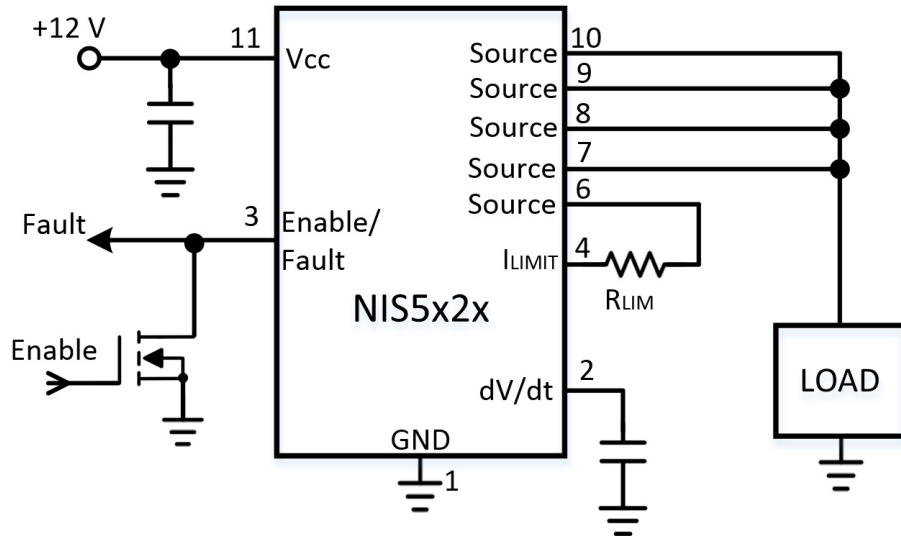 +12 V
11
Vcc
Source
10
Source
9
Source
8
Source
7
Source
6
Fault
3
Enable/
Fault
ILIMIT
4
RLIM
NIS5x2x
Enable
dV/dt
2
LOAD
GND
1